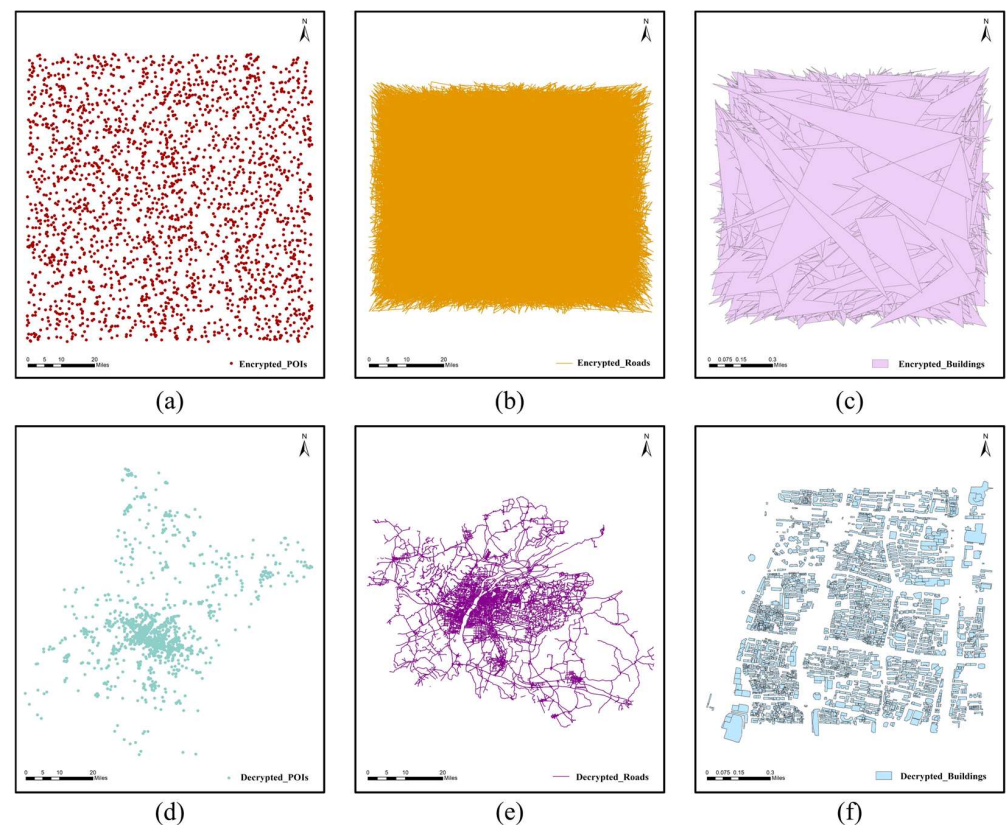 N
N
N
0 5 10 20
Miles
Encrypted_POIs
0 5 10 20
Miles
Encrypted_Roads
0 0.075 0.15 0.3
Miles
Encrypted_Buildings
(a)
(b)
(c)
N
N
N
0 5 10 20
Miles
Decrypted_POIs
0 5 10 20
Miles
Decrypted_Roads
0 0.075 0.15 0.3
Miles
Decrypted_Buildings
(d)
(e)
(f)